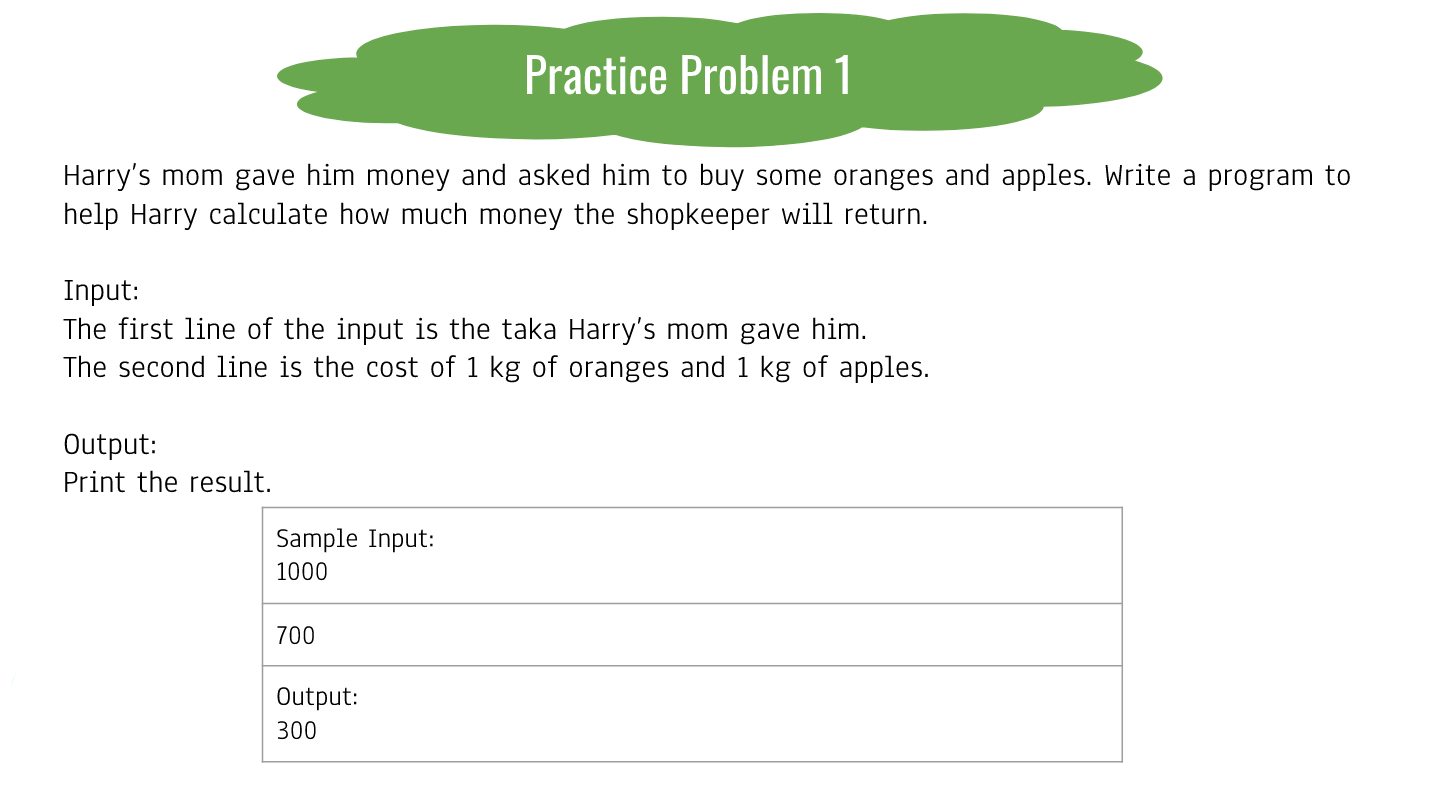 Practice Problem 1
Harry's mom gave him money and asked him to buy some oranges and apples. Write a program to
help Harry calculate how much money the shopkeeper will return.
Input:
The first line of the input is the taka Harry's mom gave him.
The second line is the cost of 1 kg of oranges and 1 kg of apples.
Output:
Print the result.
Sample Input:
1000
700
Output:
300